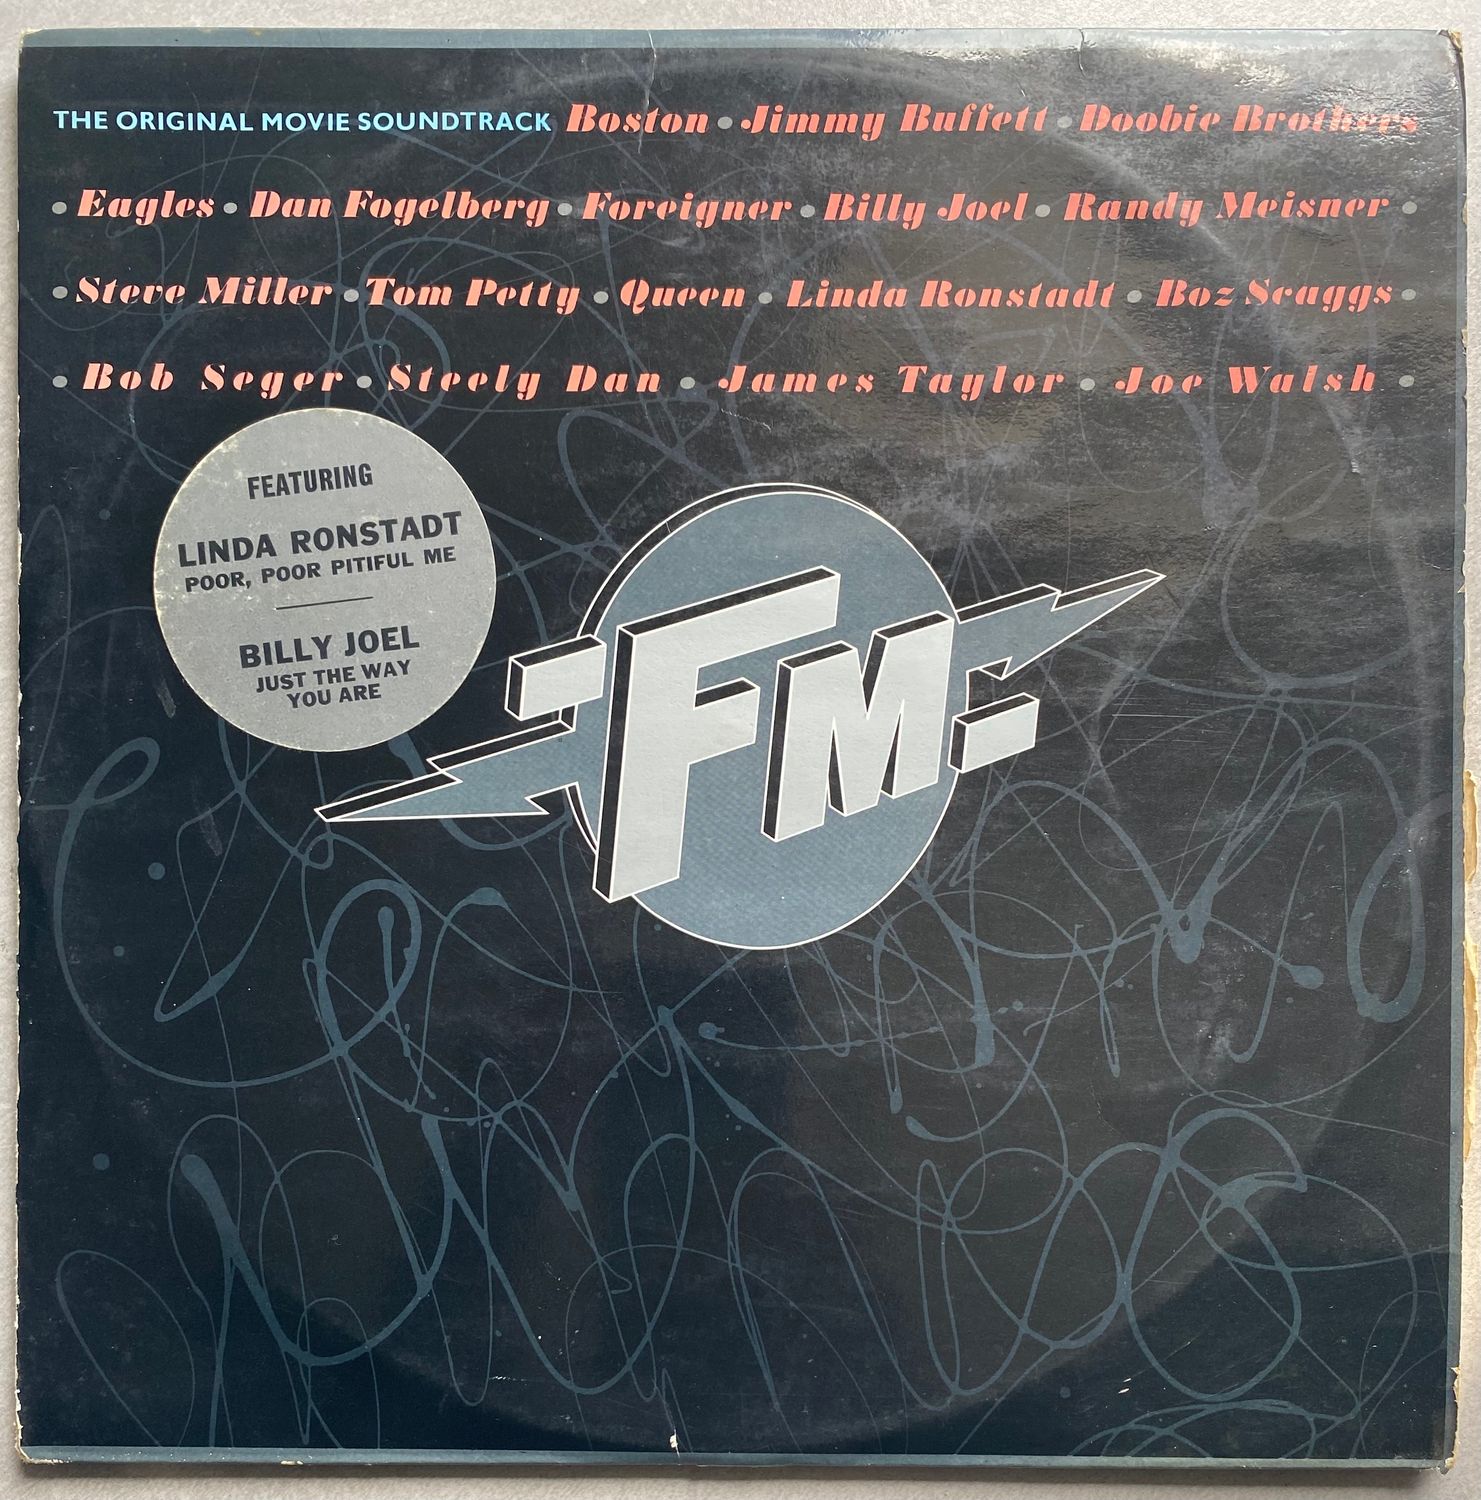 THE ORIGINAL MOVIE SOUNDTRACK Boston • Jimmy Buffett • Doobie Brothers
• Eagles • Dan Fogelberg • Foreigner • Billy Joel • Randy Meisner •
• Steve Miller • Tom Petty • Queen • Linda Ronstadt • Boz Scaggs •
• Bob Seger • Steely Dan • James Taylor • Joe Walsh •
FEATURING
LINDA RONSTADT
POOR, POOR PITIFUL ME
BILLY JOEL
JUST THE WAY
YOU ARE
FM